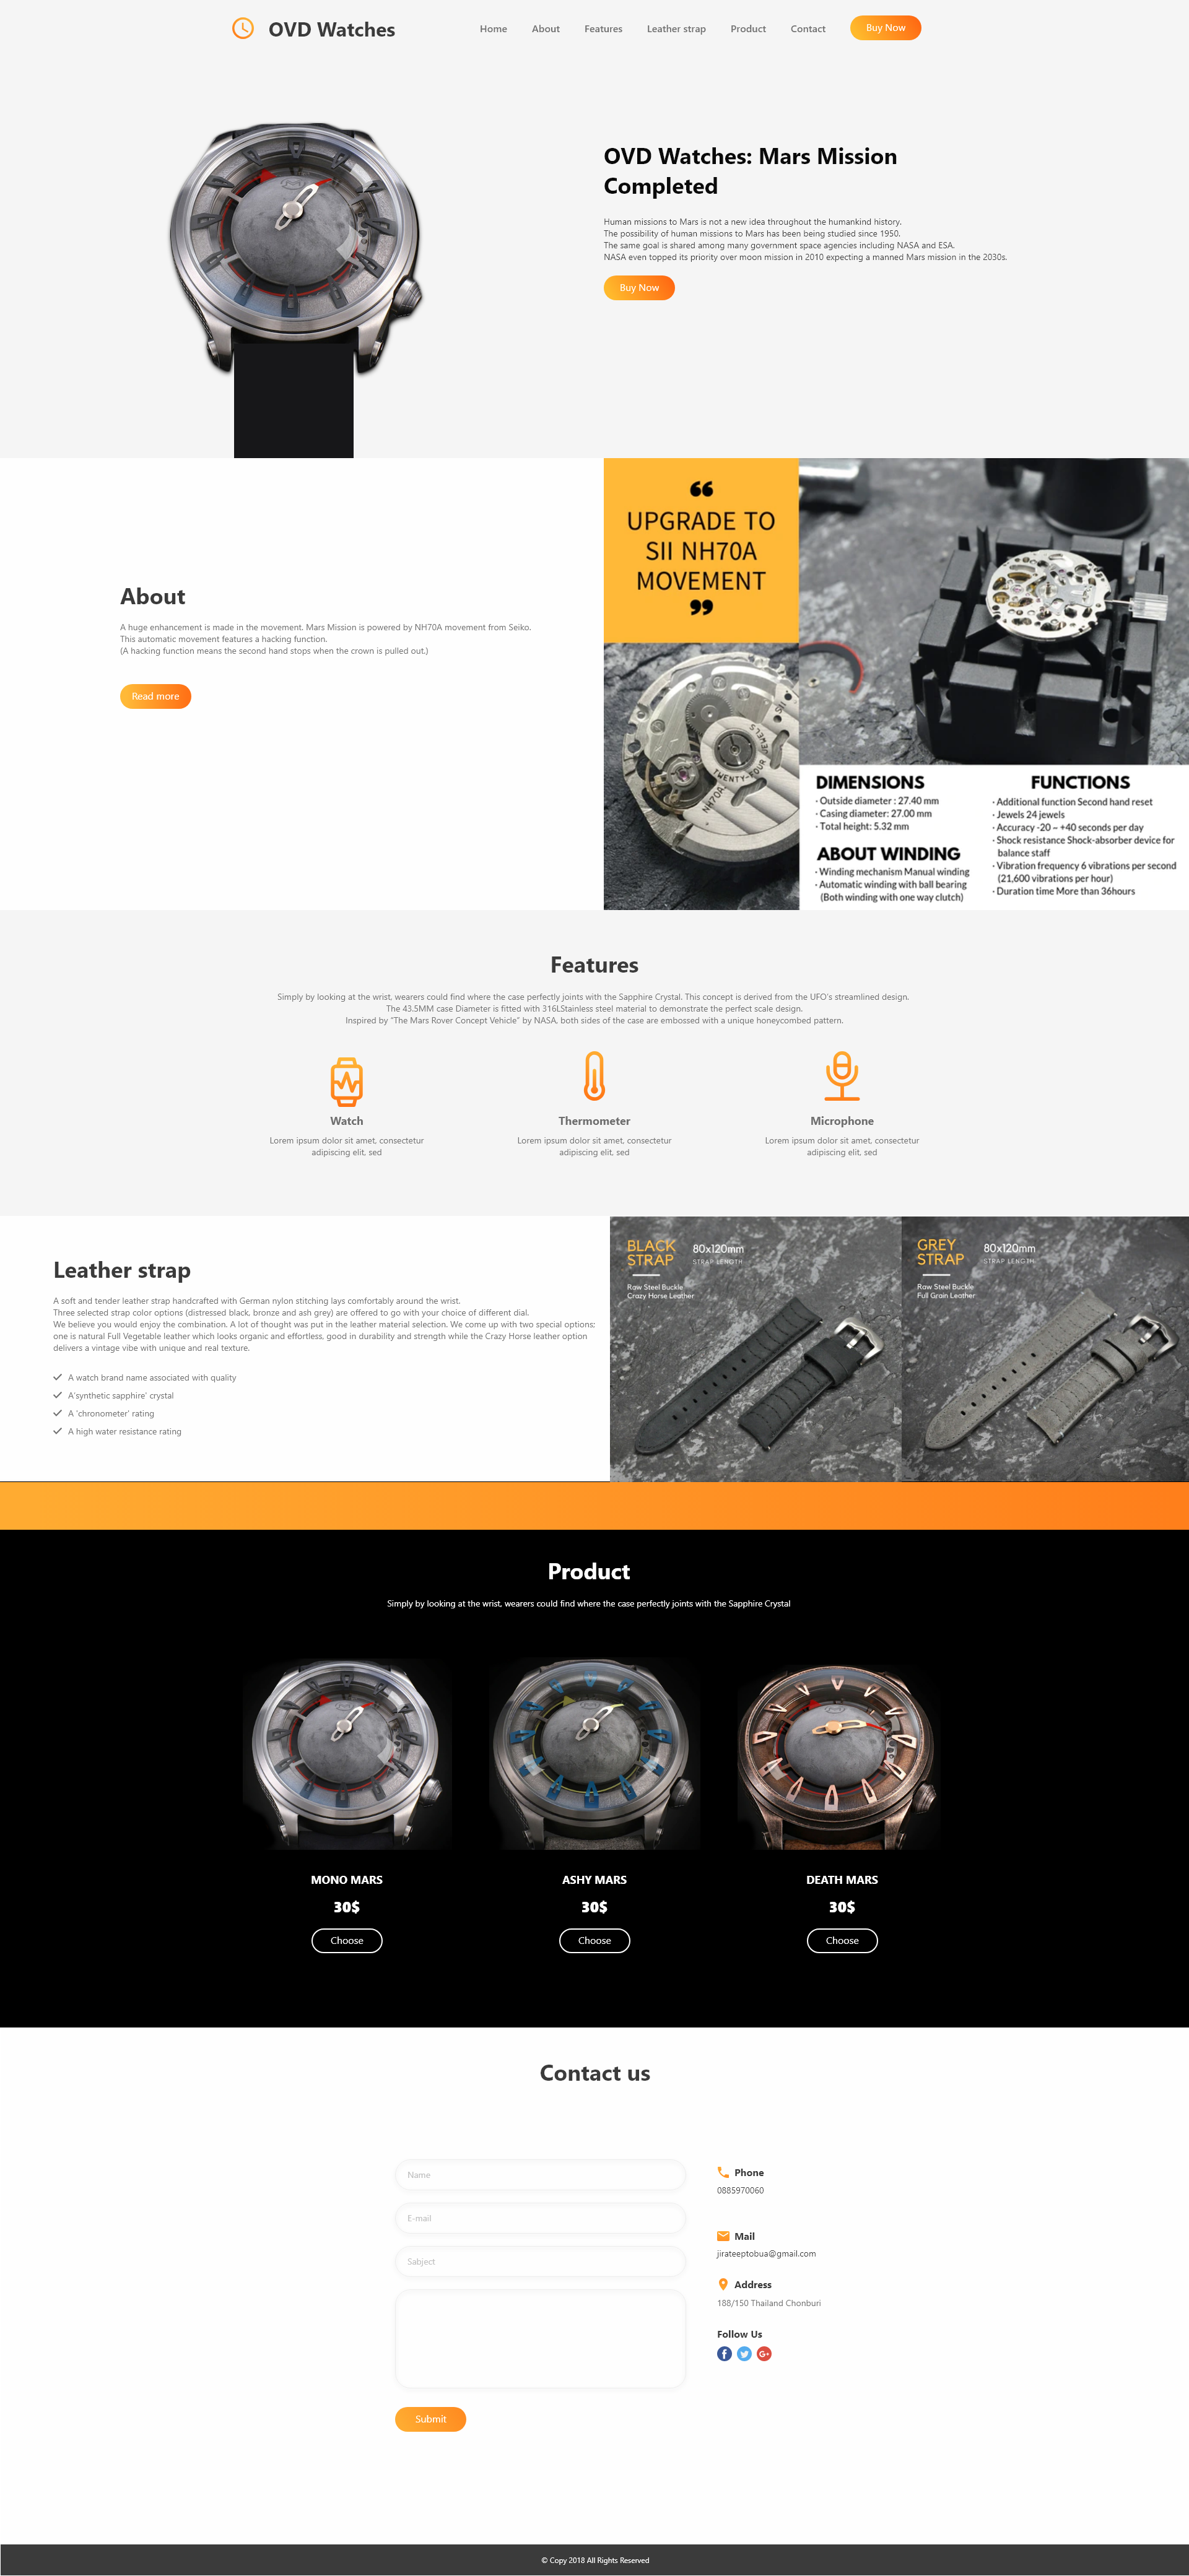 OVD Watches
Home About Features Leather strap Product Contact Buy Now
OVD Watches: Mars Mission
Completed
Human missions to Mars is not a new idea throughout the humankind history.
The possibility of human missions to Mars has been being studied since 1950.
The same goal is shared among many government space agencies including NASA and ESA.
NASA even topped its priority over moon mission in 2010 expecting a manned Mars mission in the 2030s.
Buy Now
About
A huge enhancement is made in the movement. Mars Mission is powered by NH70A movement from Seiko.
This automatic movement features a hacking function.
(A hacking function means the second hand stops when the crown is pulled out.)
Read more
“
UPGRADE TO
SII NH70A
MOVEMENT
”
TWENTY-FOUR JEWELS
NH70A
DIMENSIONS
· Outside diameter : 27.40 mm
· Casing diameter: 27.00 mm
· Total height: 5.32 mm
ABOUT WINDING
· Winding mechanism Manual winding
· Automatic winding with ball bearing
(Both winding with one way clutch)
FUNCTIONS
· Additional function Second hand reset
· Jewels 24 jewels
· Accuracy -20 ~ +40 seconds per day
· Shock resistance Shock-absorber device for
balance staff
· Vibration frequency 6 vibrations per second
(21,600 vibrations per hour)
· Duration time More than 36hours
Features
Simply by looking at the wrist, wearers could find where the case perfectly joints with the Sapphire Crystal. This concept is derived from the UFO's streamlined design.
The 43.5MM case Diameter is fitted with 316LStainless steel material to demonstrate the perfect scale design.
Inspired by "The Mars Rover Concept Vehicle" by NASA, both sides of the case are embossed with a unique honeycombed pattern.
Watch
Lorem ipsum dolor sit amet, consectetur
adipiscing elit, sed
Thermometer
Lorem ipsum dolor sit amet, consectetur
adipiscing elit, sed
Microphone
Lorem ipsum dolor sit amet, consectetur
adipiscing elit, sed
Leather strap
A soft and tender leather strap handcrafted with German nylon stitching lays comfortably around the wrist.
Three selected strap color options (distressed black, bronze and ash grey) are offered to go with your choice of different dial.
We believe you would enjoy the combination. A lot of thought was put in the leather material selection. We come up with two special options;
one is natural Full Vegetable leather which looks organic and effortless, good in durability and strength while the Crazy Horse leather option
delivers a vintage vibe with unique and real texture.
A watch brand name associated with quality
A'synthetic sapphire' crystal
A 'chronometer' rating
A high water resistance rating
BLACK
STRAP
80x120mm
STRAP LENGTH
Raw Steel Buckle
Crazy Horse Leather
GREY
STRAP
80x120mm
STRAP LENGTH
Raw Steel Buckle
Full Grain Leather
Product
Simply by looking at the wrist, wearers could find where the case perfectly joints with the Sapphire Crystal
MONO MARS
30$
Choose
ASHY MARS
30$
Choose
DEATH MARS
30$
Choose
Contact us
Name
E-mail
Sabject
Submit
Phone
0885970060
Mail
jirateeptobua@gmail.com
Address
188/150 Thailand Chonburi
Follow Us
© Copy 2018 All Rights Reserved